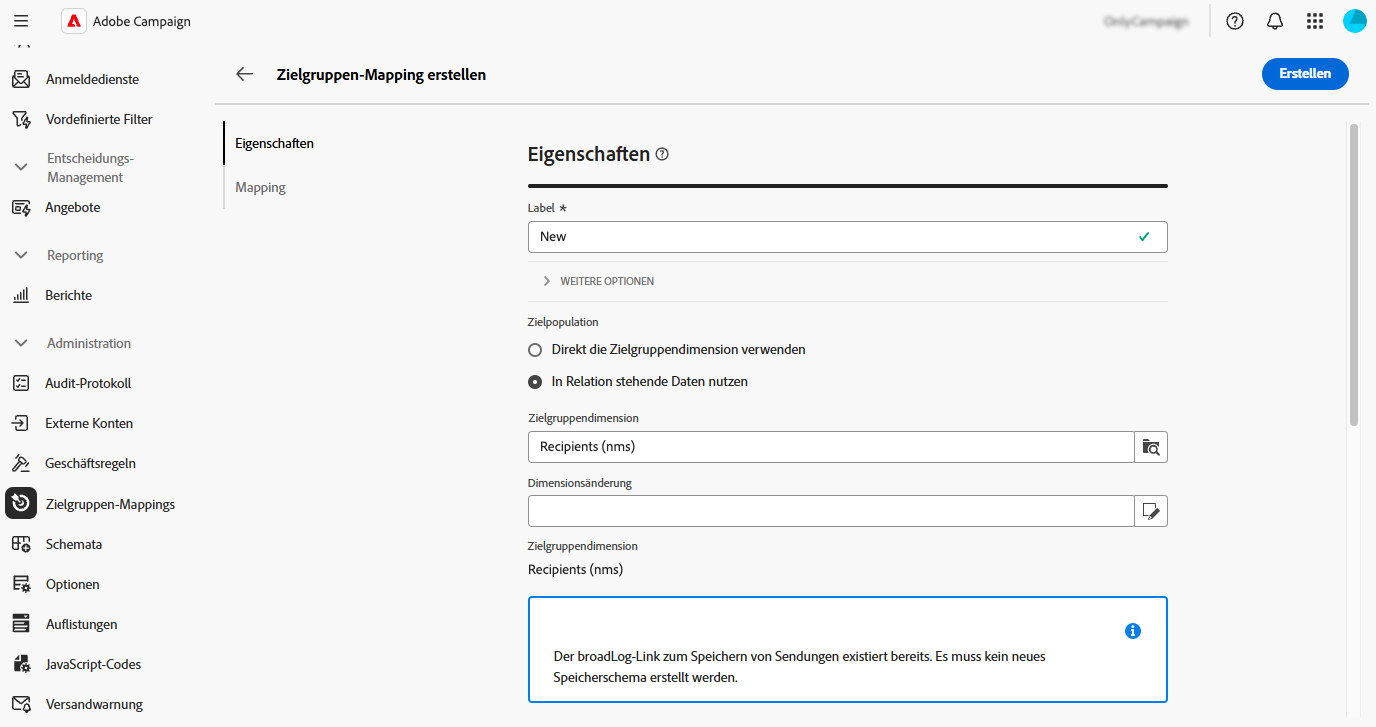 Adobe Campaign
Anmeldedienste
Vordefinierte Filter
Entscheidungs-
Management
Angebote
Reporting
Berichte
Administration
Audit-Protokoll
Externe Konten
Geschäftsregeln
Zielgruppen-Mappings
Schemata
Optionen
Auflistungen
JavaScript-Codes
Versandwarnung
Zielgruppen-Mapping erstellen
Erstellen
Eigenschaften
Mapping
Eigenschaften
Label *
New
WEITERE OPTIONEN
Zielpopulation
Direkt die Zielgruppendimension verwenden
In Relation stehende Daten nutzen
Zielgruppendimension
Recipients (nms)
Dimensionsänderung
Zielgruppendimension
Recipients (nms)
Der broadLog-Link zum Speichern von Sendungen existiert bereits. Es muss kein neues
Speicherschema erstellt werden.